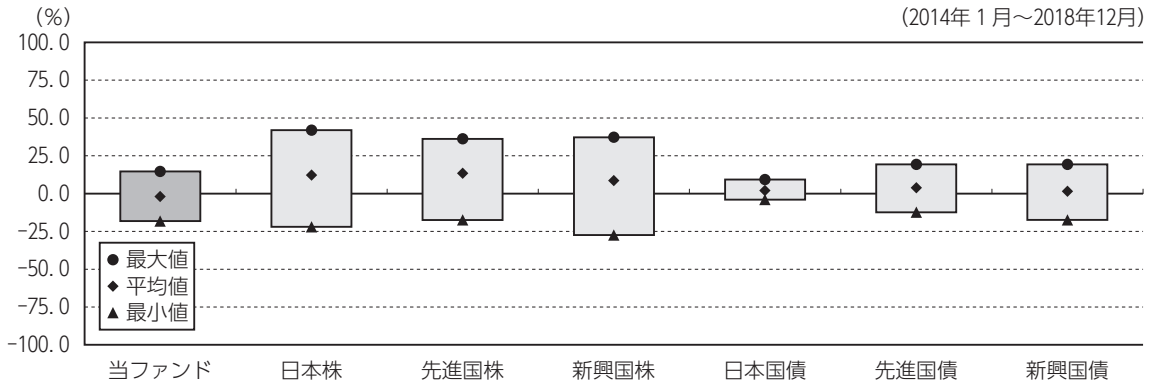 (%)
(2014年1月～2018年12月)
100.0
75.0
50.0
25.0
0.0
-25.0
-50.0
-75.0
-100.0
● 最大値
◆ 平均値
▲ 最小値
当ファンド 日本株 先進国株 新興国株 日本国債 先進国債 新興国債